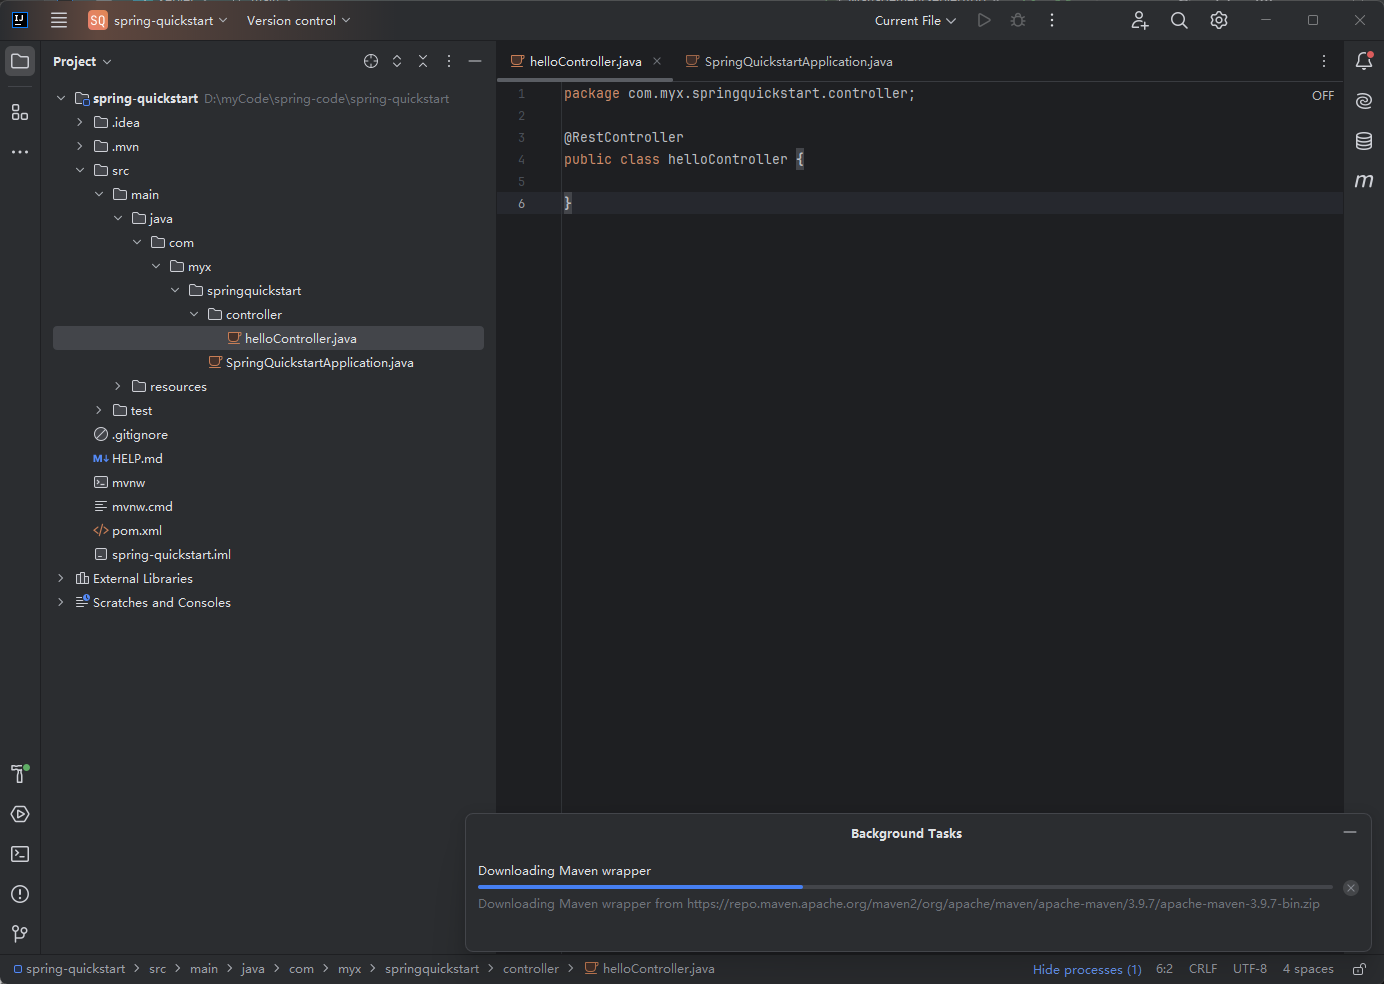 SQ spring-quickstart Version control Current File
Project
helloController.java SpringQuickstartApplication.java
spring-quickstart D:\myCode\spring-code\spring-quickstart
.idea
.mvn
src
main
java
com
myx
springquickstart
controller
helloController.java
SpringQuickstartApplication.java
resources
test
.gitignore
M↓ HELP.md
mvnw
mvnw.cmd
</> pom.xml
spring-quickstart.iml
External Libraries
Scratches and Consoles
1 package com.myx.springquickstart.controller;
OFF
2
3 @RestController
4 public class helloController {
5
6 }
m
Background Tasks
Downloading Maven wrapper
Downloading Maven wrapper from https://repo.maven.apache.org/maven2/org/apache/maven/apache-maven/3.9.7/apache-maven-3.9.7-bin.zip
spring-quickstart > src > main > java > com > myx > springquickstart > controller > helloController.java
Hide processes (1) 6:2 CRLF UTF-8 4 spaces